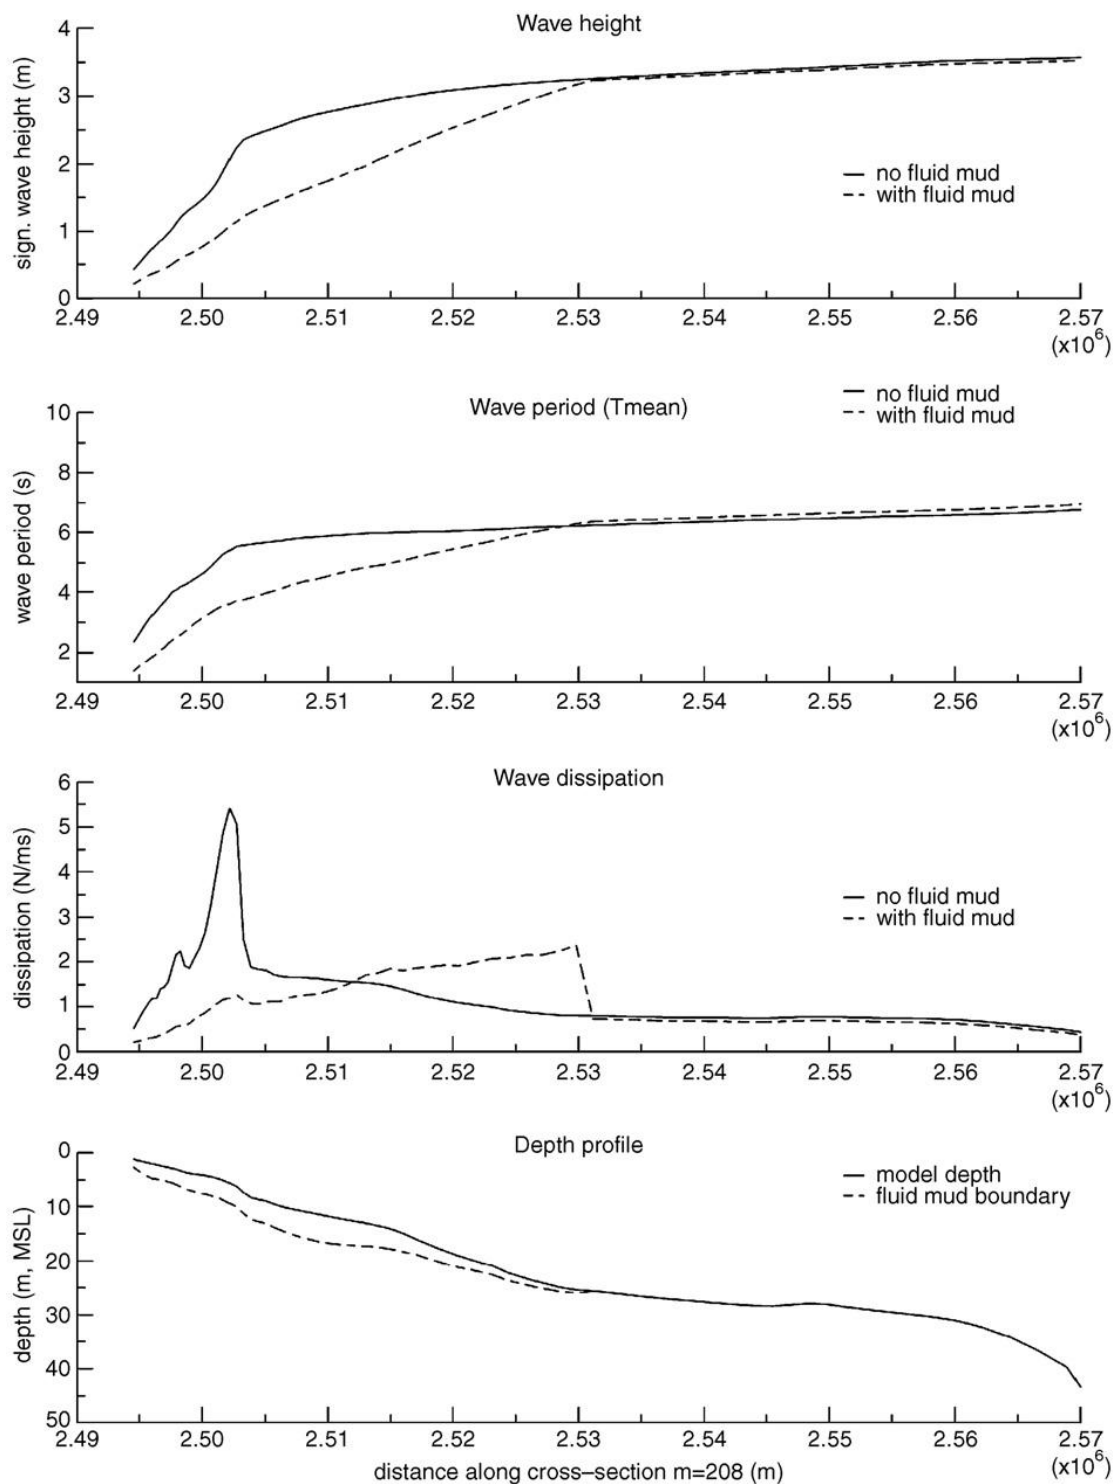 Wave height
sign. wave height (m)
4
3
2
1
0
no fluid mud
with fluid mud
2.49 2.50 2.51 2.52 2.53 2.54 2.55 2.56 2.57
(x10⁶)
Wave period (Tmean)
no fluid mud
with fluid mud
wave period (s)
10
8
6
4
2
2.49 2.50 2.51 2.52 2.53 2.54 2.55 2.56 2.57
(x10⁶)
Wave dissipation
dissipation (N/ms)
6
5
4
3
2
1
0
no fluid mud
with fluid mud
2.49 2.50 2.51 2.52 2.53 2.54 2.55 2.56 2.57
(x10⁶)
Depth profile
depth (m, MSL)
0
10
20
30
40
50
model depth
fluid mud boundary
2.49 2.50 2.51 2.52 2.53 2.54 2.55 2.56 2.57
(x10⁶)
distance along cross–section m=208 (m)